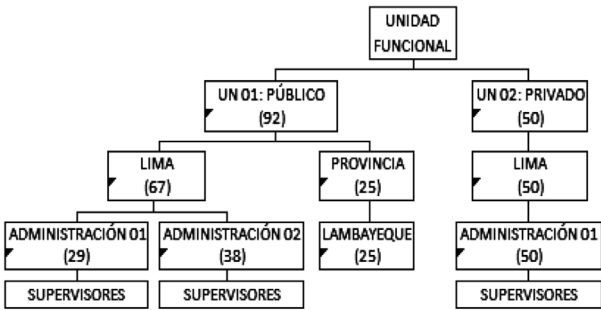 UNIDAD
FUNCIONAL
UN 01: PÚBLICO
(92)
UN 02: PRIVADO
(50)
LIMA
(67)
PROVINCIA
(25)
LIMA
(50)
ADMINISTRACIÓN 01
(29)
ADMINISTRACIÓN 02
(38)
LAMBAYEQUE
(25)
ADMINISTRACIÓN 01
(50)
SUPERVISORES
SUPERVISORES
SUPERVISORES